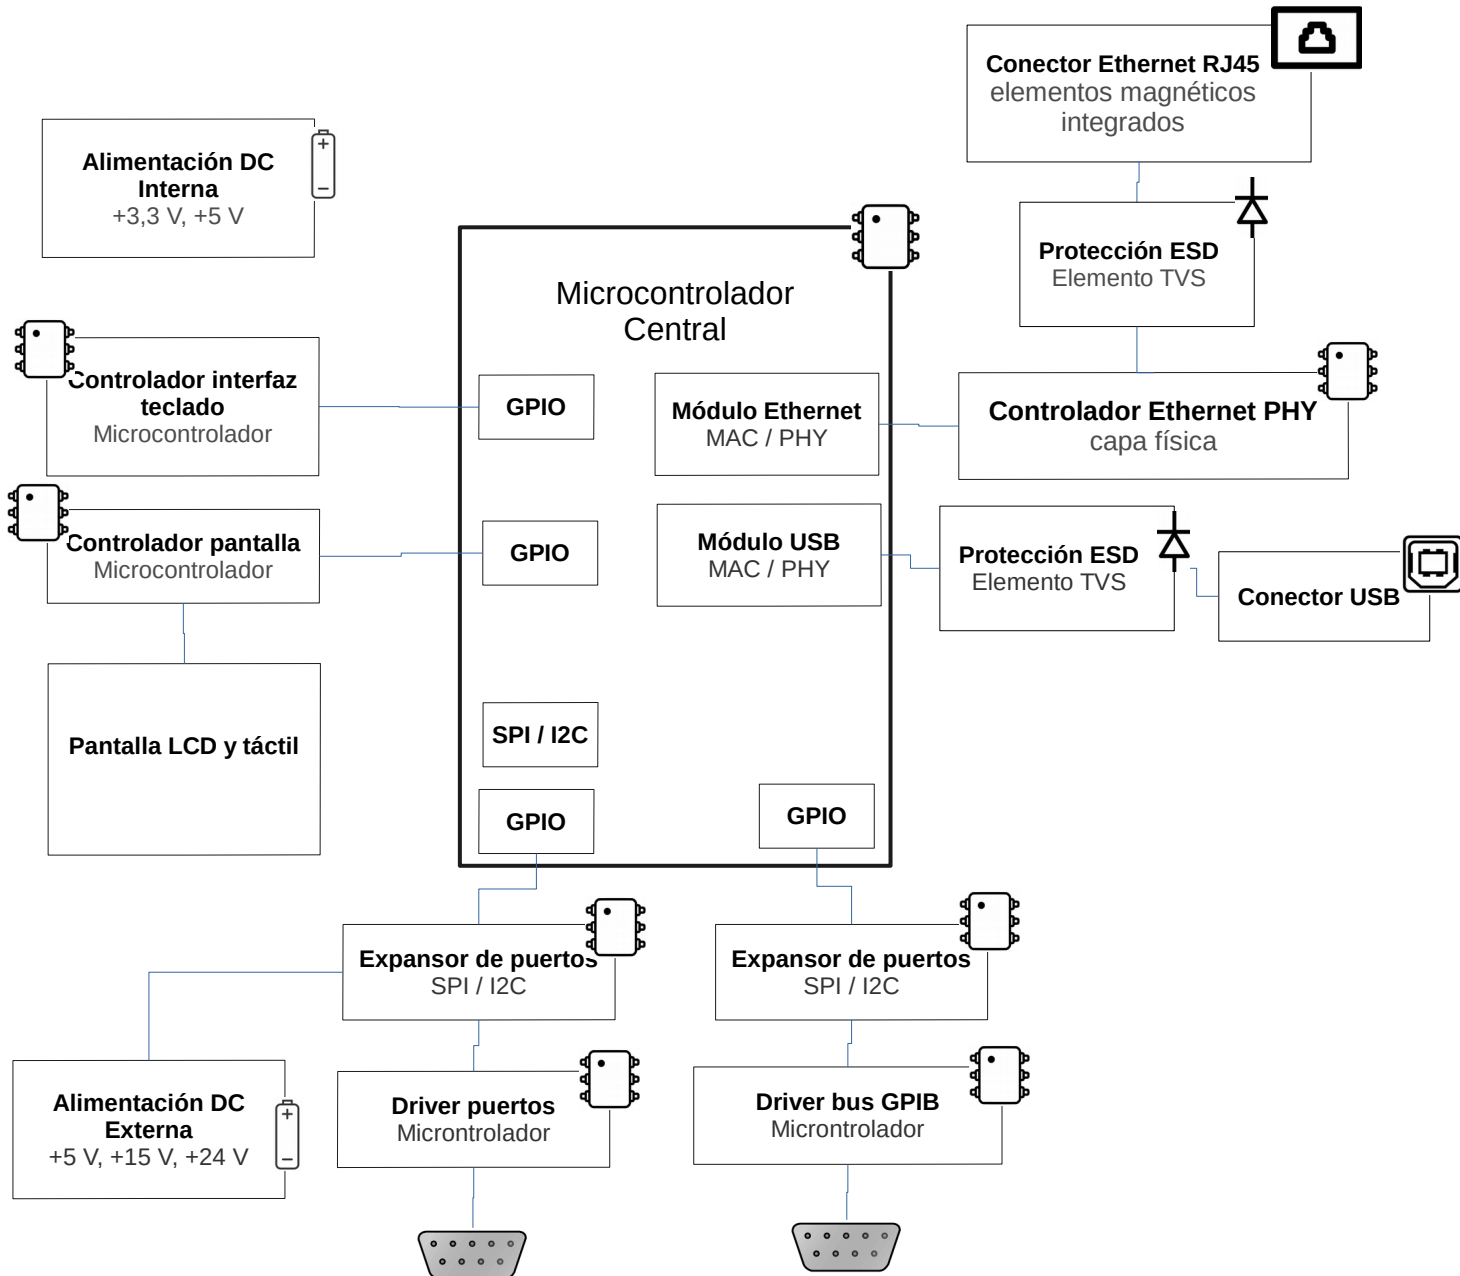 Conector Ethernet RJ45
elementos magnéticos
integrados
Alimentación DC
Interna
+3,3 V, +5 V
Protección ESD
Elemento TVS
Microcontrolador
Central
Controlador interfaz
teclado
Microcontrolador
GPIO
Módulo Ethernet
MAC / PHY
Controlador Ethernet PHY
capa física
Controlador pantalla
Microcontrolador
GPIO
Módulo USB
MAC / PHY
Protección ESD
Elemento TVS
Conector USB
Pantalla LCD y táctil
SPI / I2C
GPIO
GPIO
Expansor de puertos
SPI / I2C
Expansor de puertos
SPI / I2C
Alimentación DC
Externa
+5 V, +15 V, +24 V
Driver puertos
Microntrolador
Driver bus GPIB
Microntrolador